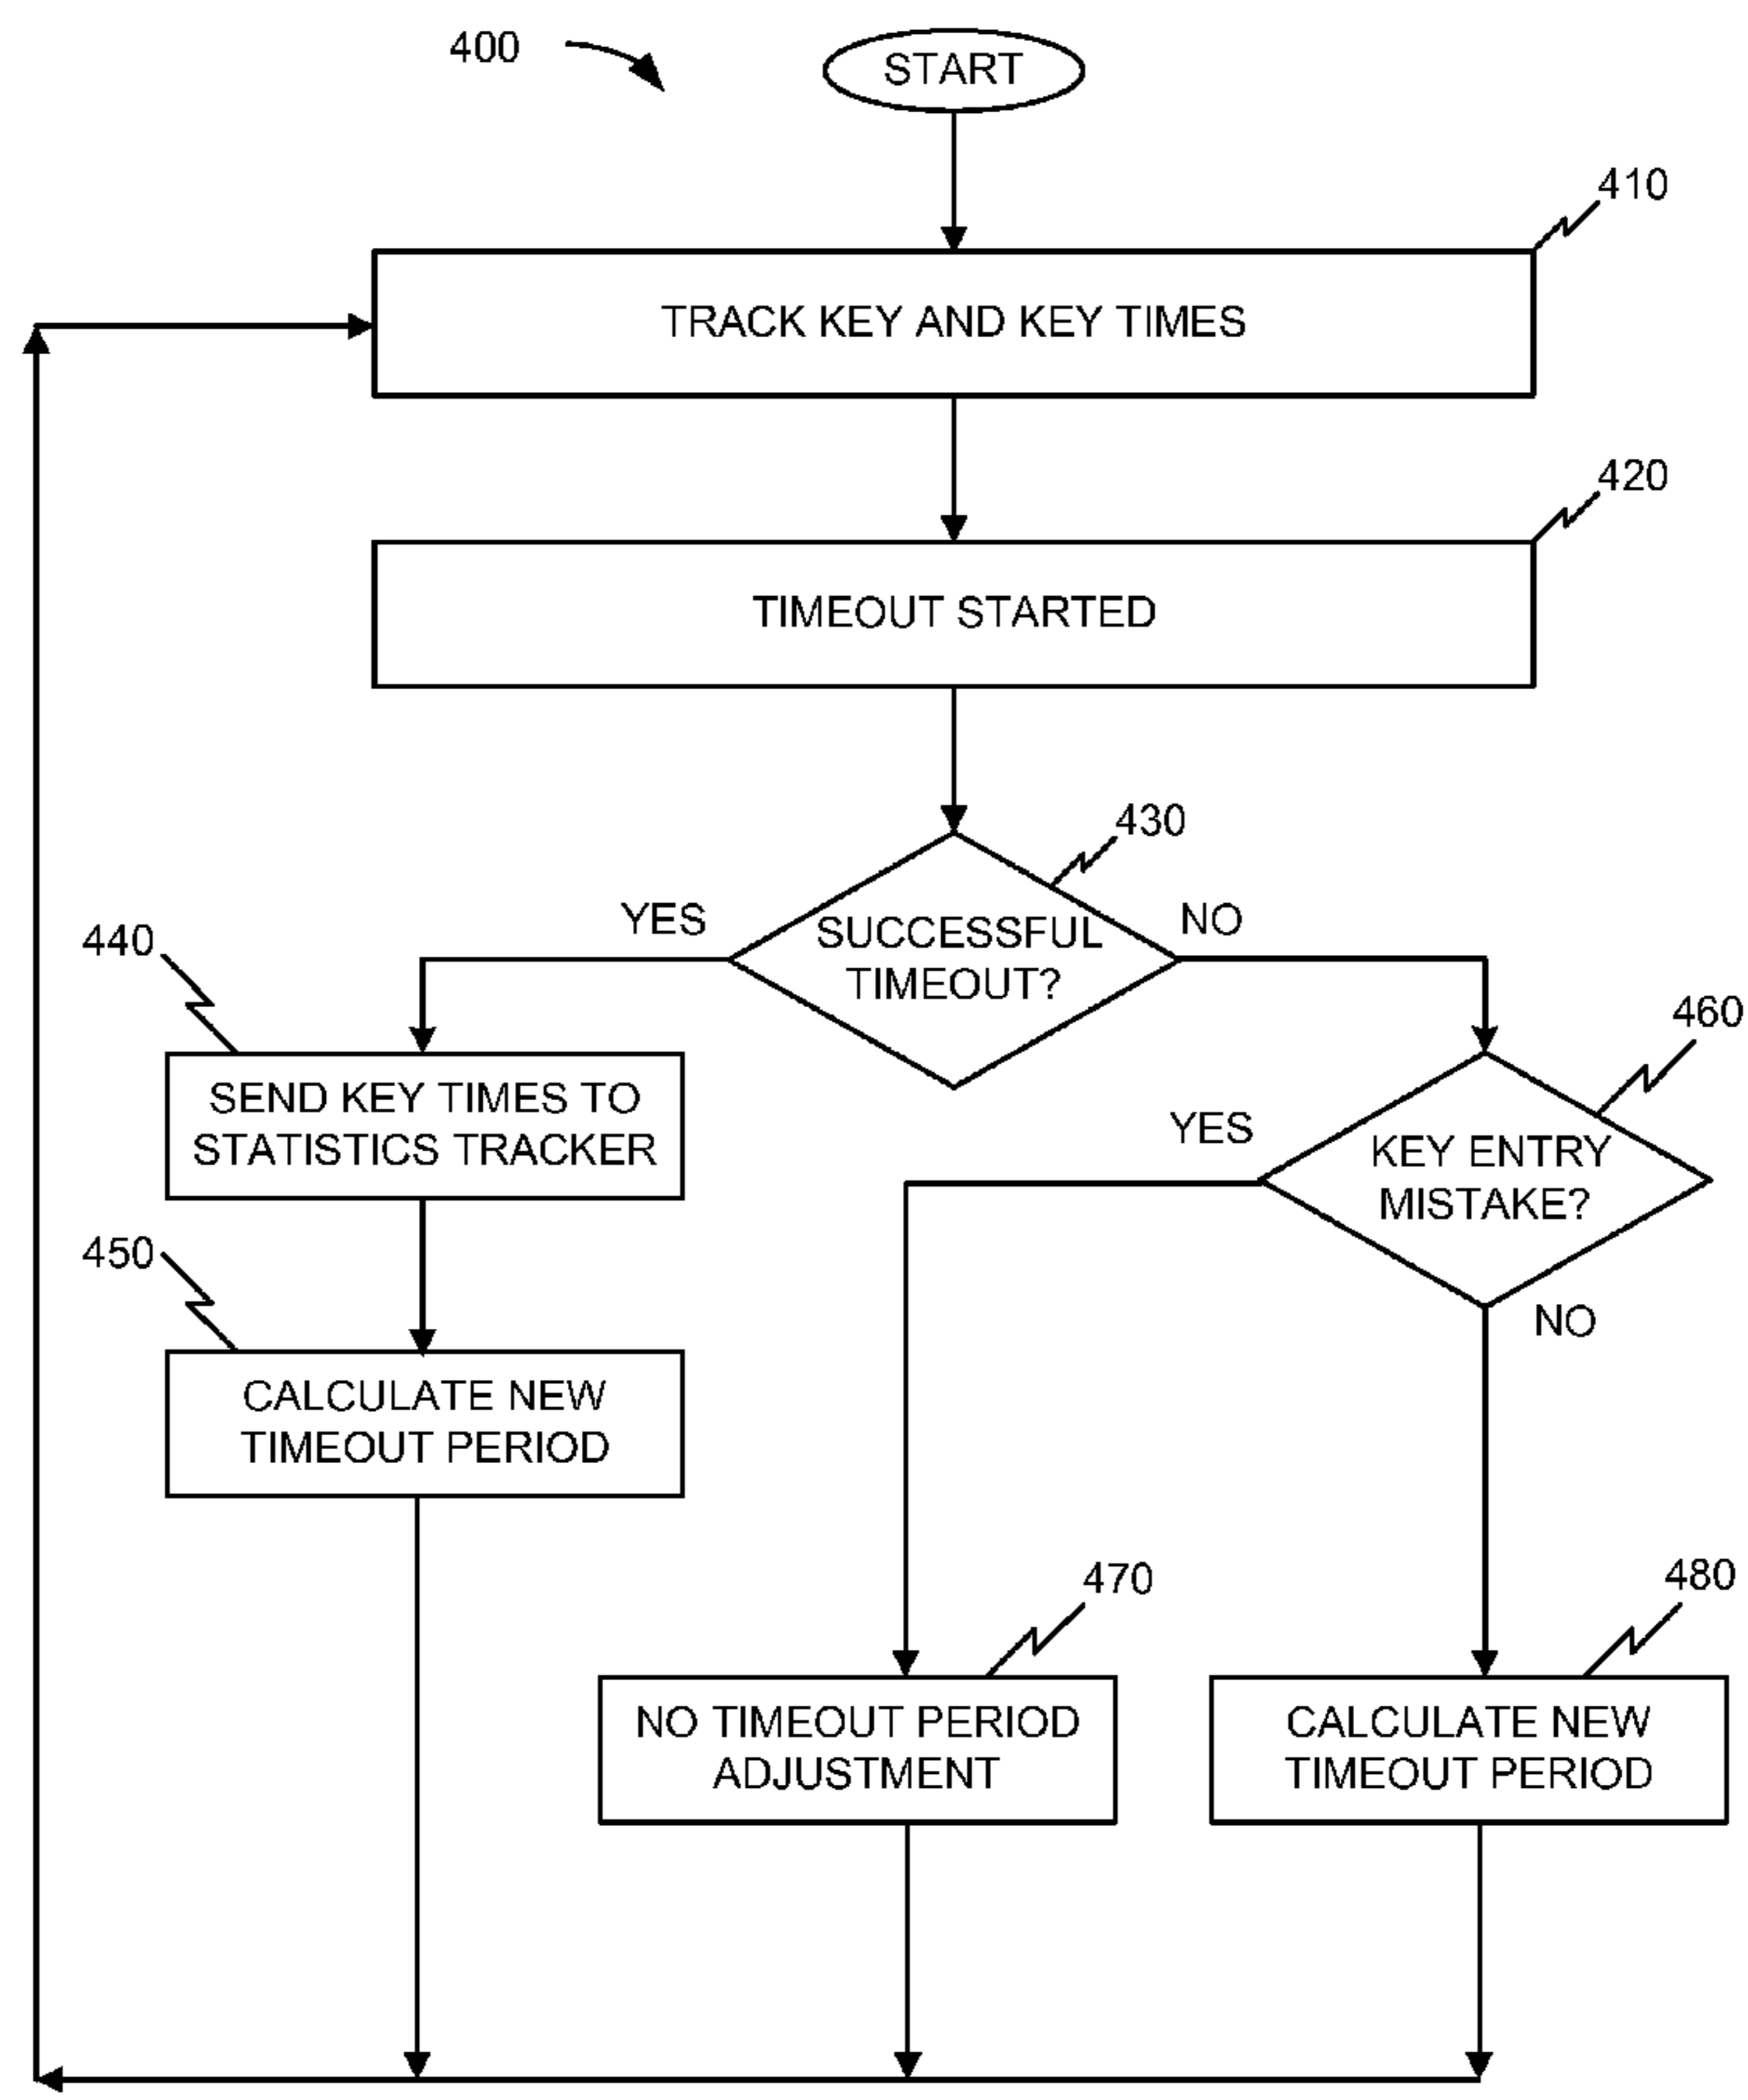 400
START
410
TRACK KEY AND KEY TIMES
420
TIMEOUT STARTED
430
YES
NO
SUCCESSFUL
TIMEOUT?
440
460
SEND KEY TIMES TO
STATISTICS TRACKER
YES
KEY ENTRY
MISTAKE?
450
NO
CALCULATE NEW
TIMEOUT PERIOD
470
480
NO TIMEOUT PERIOD
ADJUSTMENT
CALCULATE NEW
TIMEOUT PERIOD